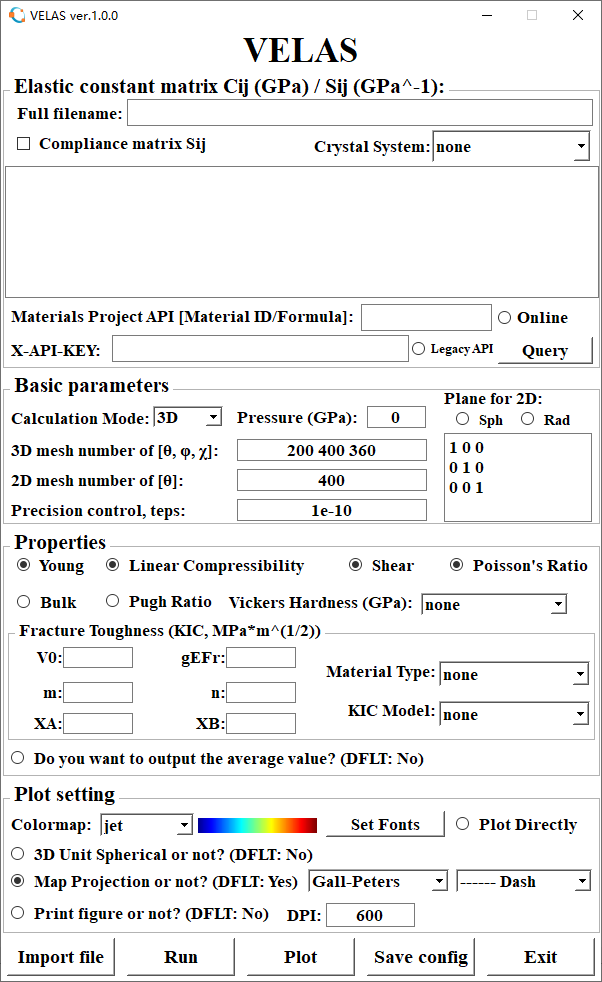 VELAS ver.1.0.0
VELAS
Elastic constant matrix Cij (GPa) / Sij (GPa^-1):
Full filename:
Compliance matrix Sij Crystal System: none
Materials Project API [Material ID/Formula]: Online
X-API-KEY: Legacy API Query
Basic parameters
Plane for 2D:
Calculation Mode: 3D Pressure (GPa): 0 Sph Rad
3D mesh number of [θ, φ, χ]: 200 400 360 1 0 0
0 1 0
2D mesh number of [θ]: 400 0 0 1
Precision control, teps: 1e-10
Properties
Young Linear Compressibility Shear Poisson's Ratio
Bulk Pugh Ratio Vickers Hardness (GPa): none
Fracture Toughness (KIC, MPa*m^(1/2))
V0: gEFr: Material Type: none
m: n: KIC Model: none
XA: XB:
Do you want to output the average value? (DFLT: No)
Plot setting
Colormap: jet Set Fonts Plot Directly
3D Unit Spherical or not? (DFLT: No)
Map Projection or not? (DFLT: Yes) Gall-Peters ------ Dash
Print figure or not? (DFLT: No) DPI: 600
Import file Run Plot Save config Exit